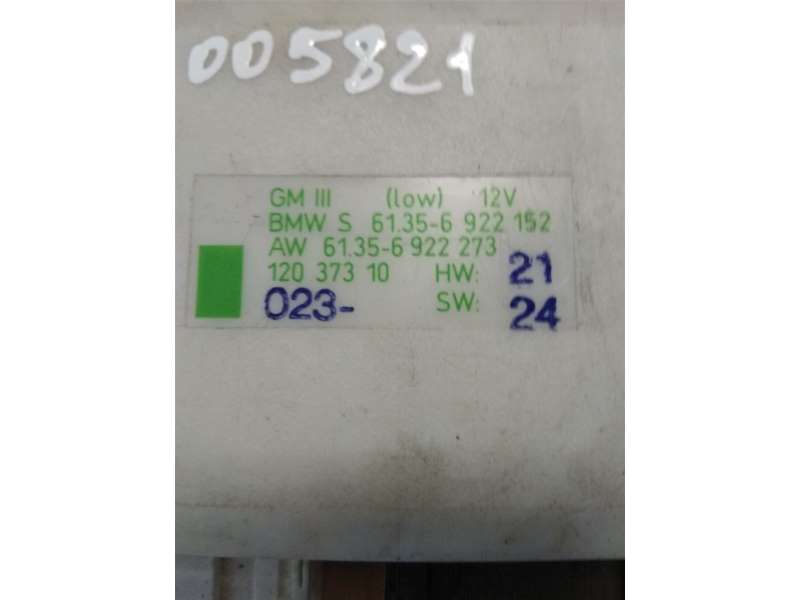 005821
GM III (low) 12V
BMW S 61.35-6 922 152
AW 61.35-6 922 273
120 373 10 HW: 21
023- SW: 24